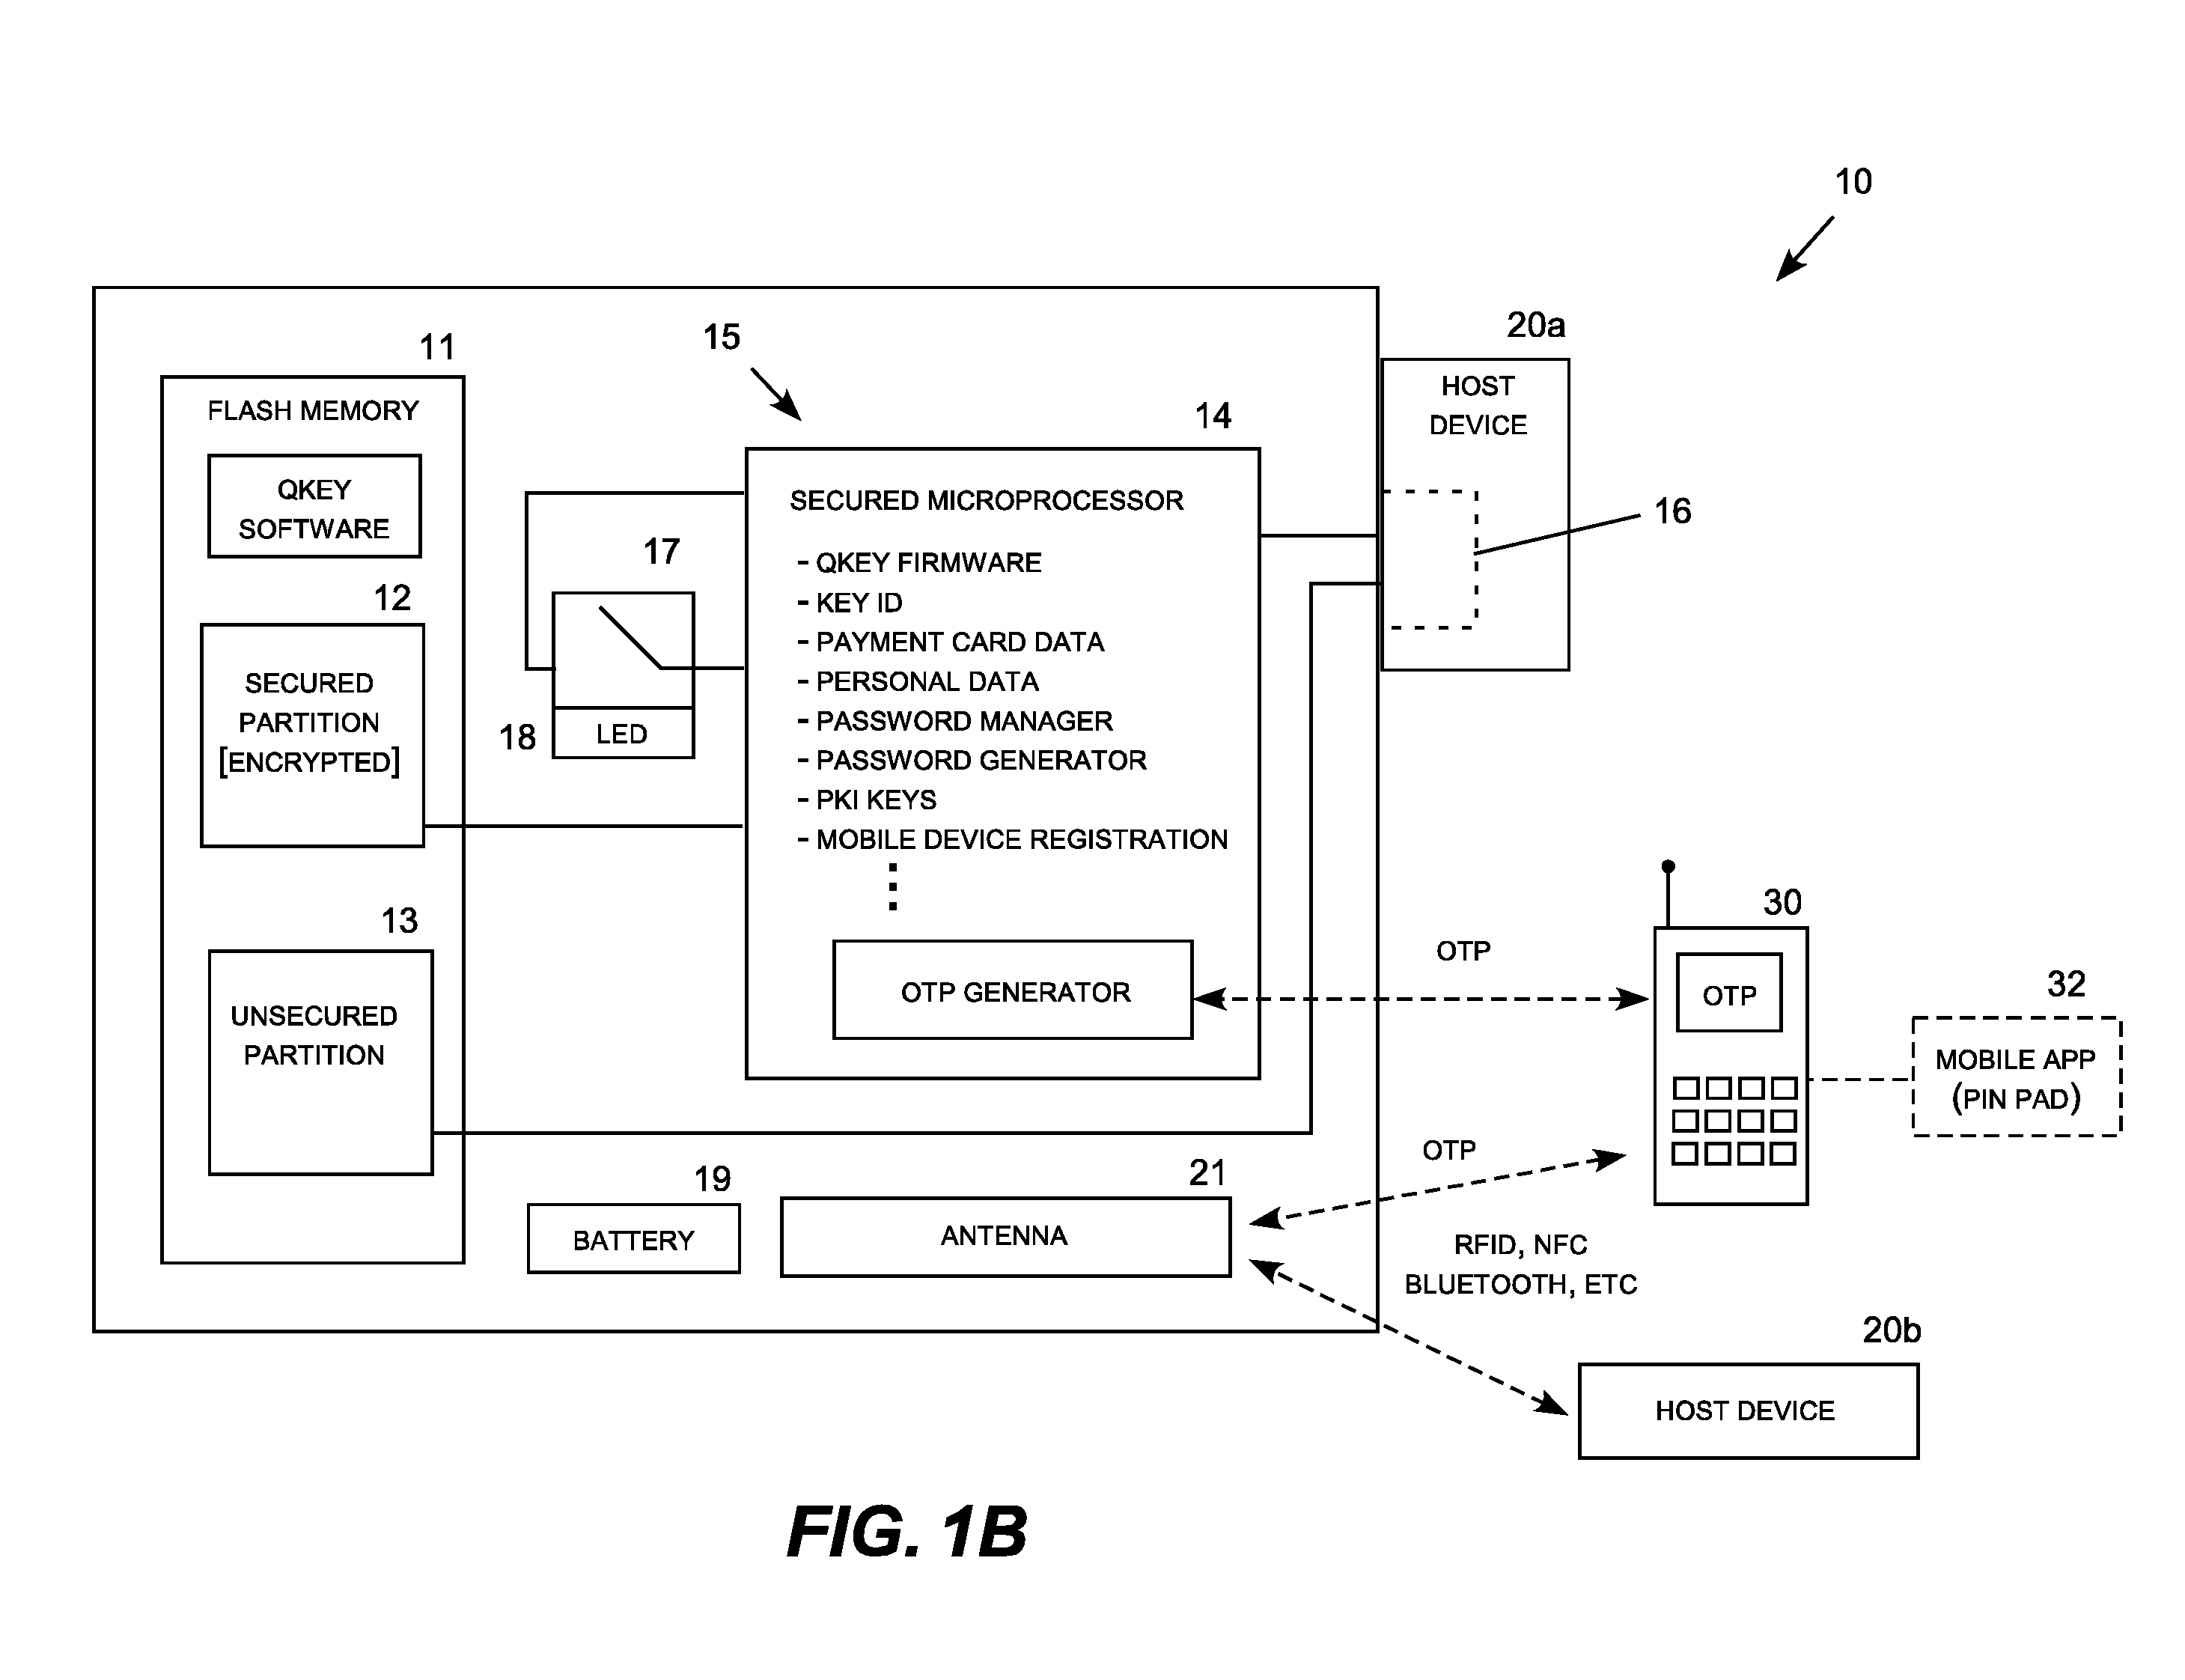 10
20a
15
11
14
HOST
DEVICE
FLASH MEMORY
QKEY
SOFTWARE
SECURED MICROPROCESSOR
16
17
- QKEY FIRMWARE
- KEY ID
- PAYMENT CARD DATA
- PERSONAL DATA
- PASSWORD MANAGER
- PASSWORD GENERATOR
- PKI KEYS
- MOBILE DEVICE REGISTRATION
12
SECURED
PARTITION
[ENCRYPTED]
18
LED
13
UNSECURED
PARTITION
OTP GENERATOR
OTP
30
OTP
32
MOBILE APP
(PIN PAD)
OTP
19
BATTERY
21
ANTENNA
RFID, NFC
BLUETOOTH, ETC
20b
HOST DEVICE
FIG. 1B